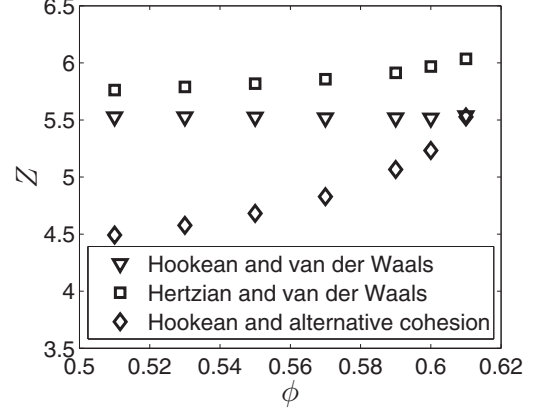 6.5
6
5.5
5
4.5
4
3.5
Z
Hookean and van der Waals
Hertzian and van der Waals
Hookean and alternative cohesion
0.5 0.52 0.54 0.56 0.58 0.6 0.62
ϕ